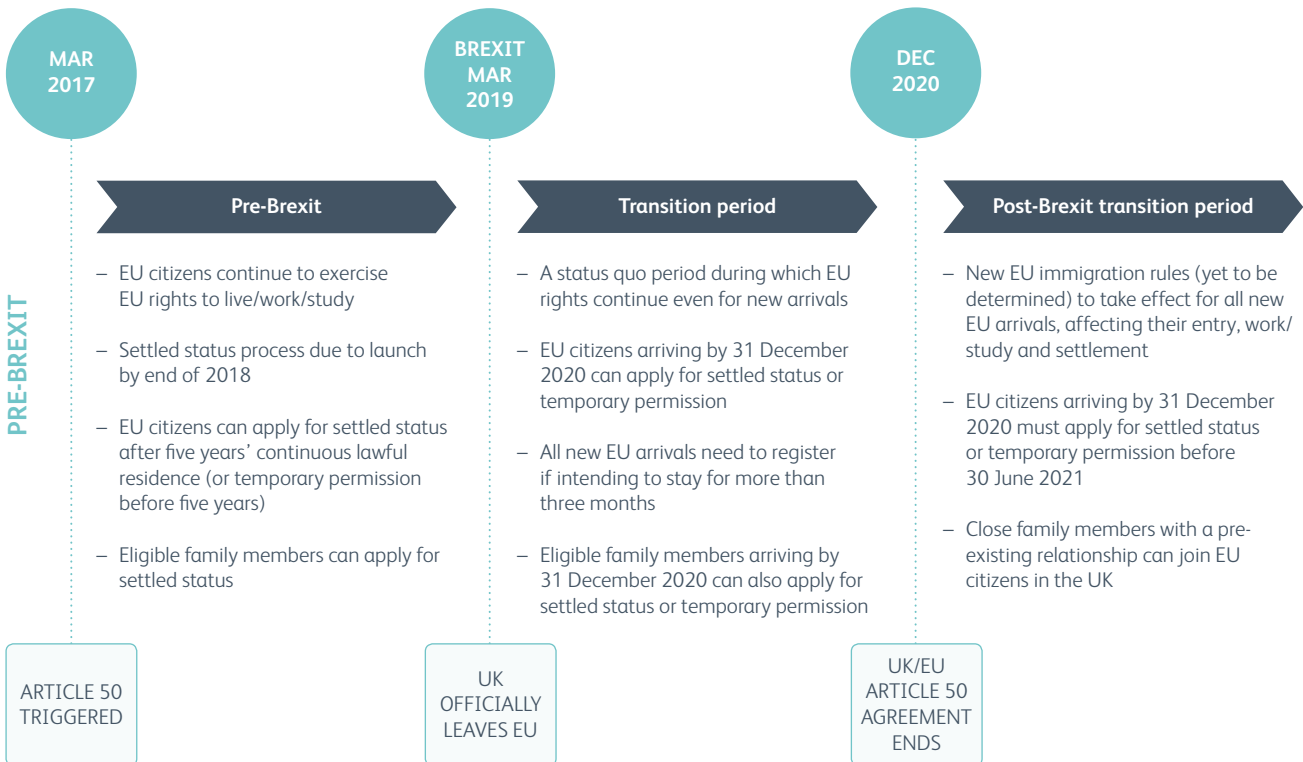 MAR
2017
BREXIT
MAR
2019
DEC
2020
PRE-BREXIT
Pre-Brexit
– EU citizens continue to exercise
EU rights to live/work/study
– Settled status process due to launch
by end of 2018
– EU citizens can apply for settled status
after five years’ continuous lawful
residence (or temporary permission
before five years)
– Eligible family members can apply for
settled status
Transition period
– A status quo period during which EU
rights continue even for new arrivals
– EU citizens arriving by 31 December
2020 can apply for settled status or
temporary permission
– All new EU arrivals need to register
if intending to stay for more than
three months
– Eligible family members arriving by
31 December 2020 can also apply for
settled status or temporary permission
Post-Brexit transition period
– New EU immigration rules (yet to be
determined) to take effect for all new
EU arrivals, affecting their entry, work/
study and settlement
– EU citizens arriving by 31 December
2020 must apply for settled status
or temporary permission before
30 June 2021
– Close family members with a pre-
existing relationship can join EU
citizens in the UK
ARTICLE 50
TRIGGERED
UK
OFFICIALLY
LEAVES EU
UK/EU
ARTICLE 50
AGREEMENT
ENDS